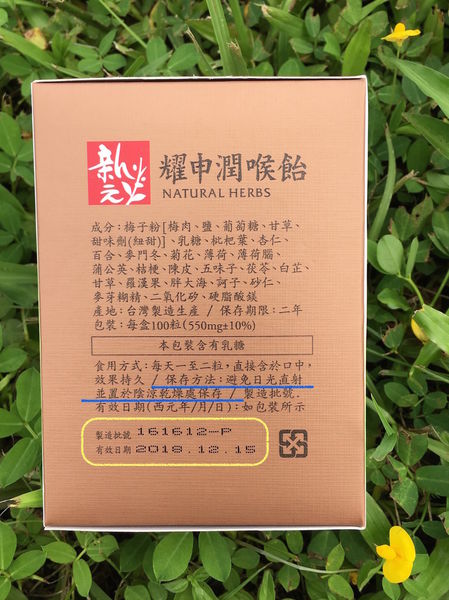 新火
元
耀申潤喉飴
NATURAL HERBS
成分：梅子粉[梅肉、鹽、葡萄糖、甘草、
甜味劑(紐甜)]、乳糖、枇杷葉、杏仁、
百合、麥門冬、菊花、薄荷、薄荷腦、
蒲公英、桔梗、陳皮、五味子、茯苓、白芷、
甘草、羅漢果、胖大海、訶子、砂仁、
麥芽糊精、二氧化矽、硬脂酸鎂
產地：台灣製造生產 / 保存期限：二年
包裝：每盒100粒(550mg±10%)
本包裝含有乳糖
食用方式：每天一至二粒，直接含於口中，
效果持久 / 保存方法：避免日光直射
並置於陰涼乾燥處保存 / 製造批號.
有效日期(西元年/月/日)：如包裝所示
製造批號 161612-P
有效日期 2018.12.15